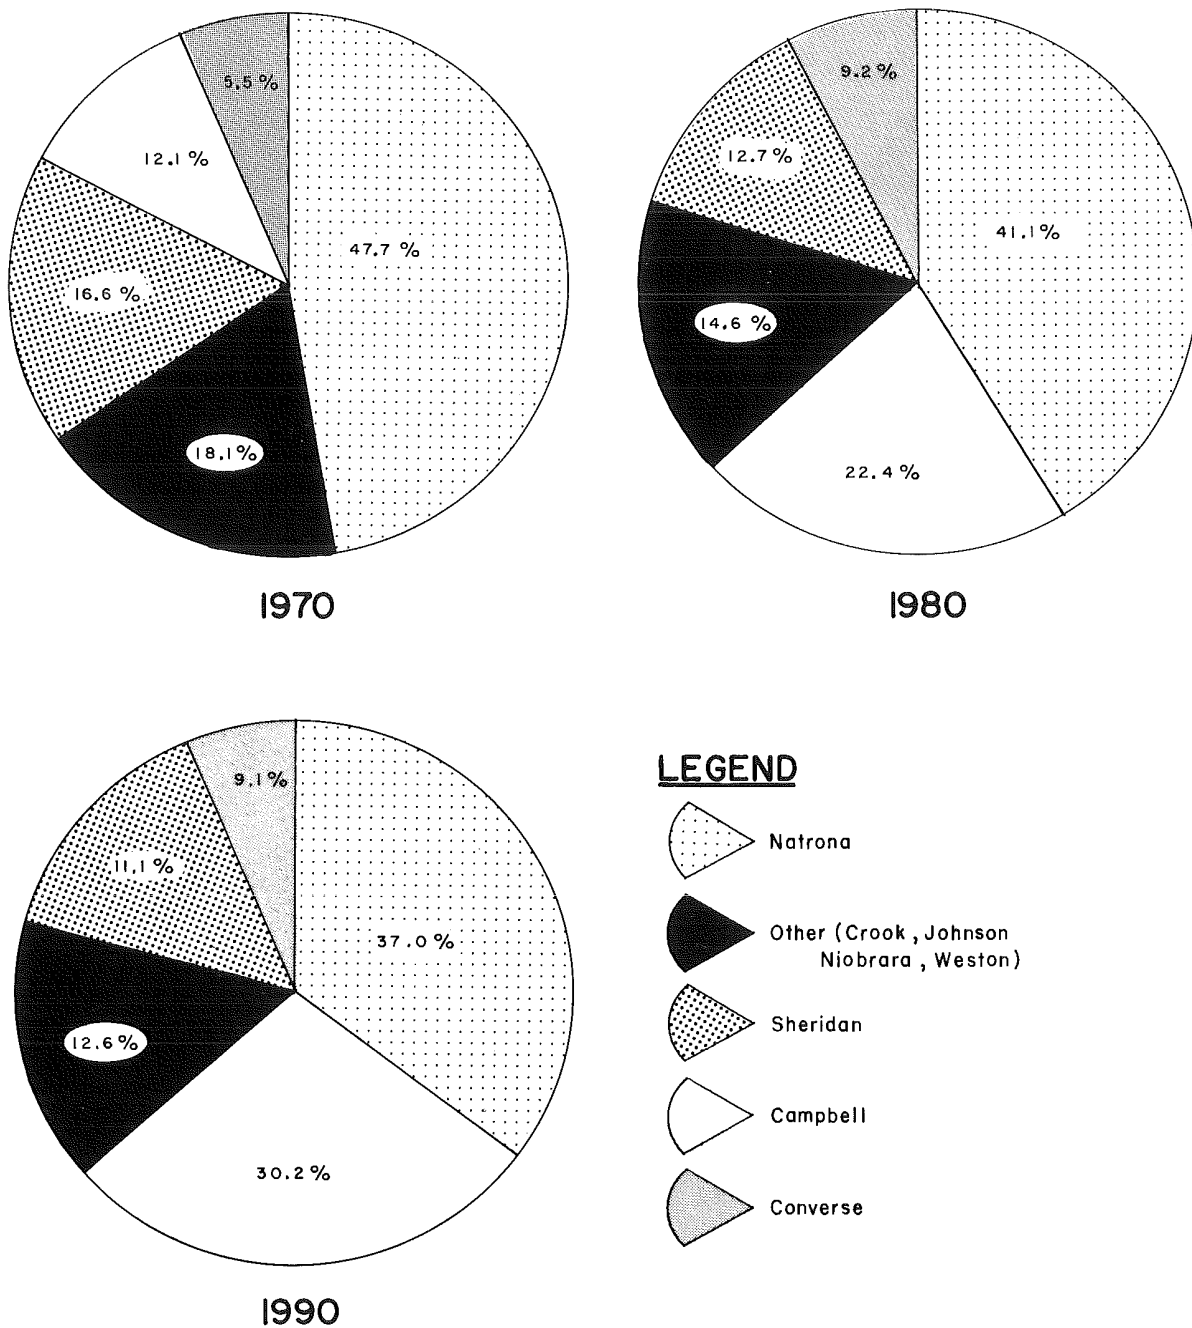 5.5%
12.1%
47.7 %
16.6 %
18.1%
1970
9.2%
12.7%
41.1%
14.6 %
22.4%
1980
9.1%
11.1%
37.0%
12.6%
30.2%
1990
LEGEND
Natrona
Other (Crook, Johnson
Niobrara, Weston)
Sheridan
Campbell
Converse